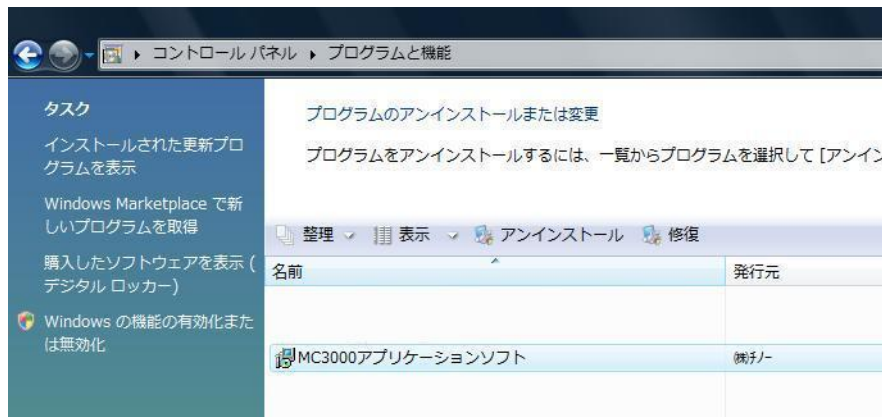 コントロール パネル ▸ プログラムと機能
タスク
インストールされた更新プロ
グラムを表示
Windows Marketplace で新
しいプログラムを取得
購入したソフトウェアを表示 (
デジタル ロッカー)
Windows の機能の有効化また
は無効化
プログラムのアンインストールまたは変更
プログラムをアンインストールするには、一覧からプログラムを選択して [アンイン
整理 表示 アンインストール 修復
名前 発行元
MC3000アプリケーションソフト ㈱ﾁﾉｰ